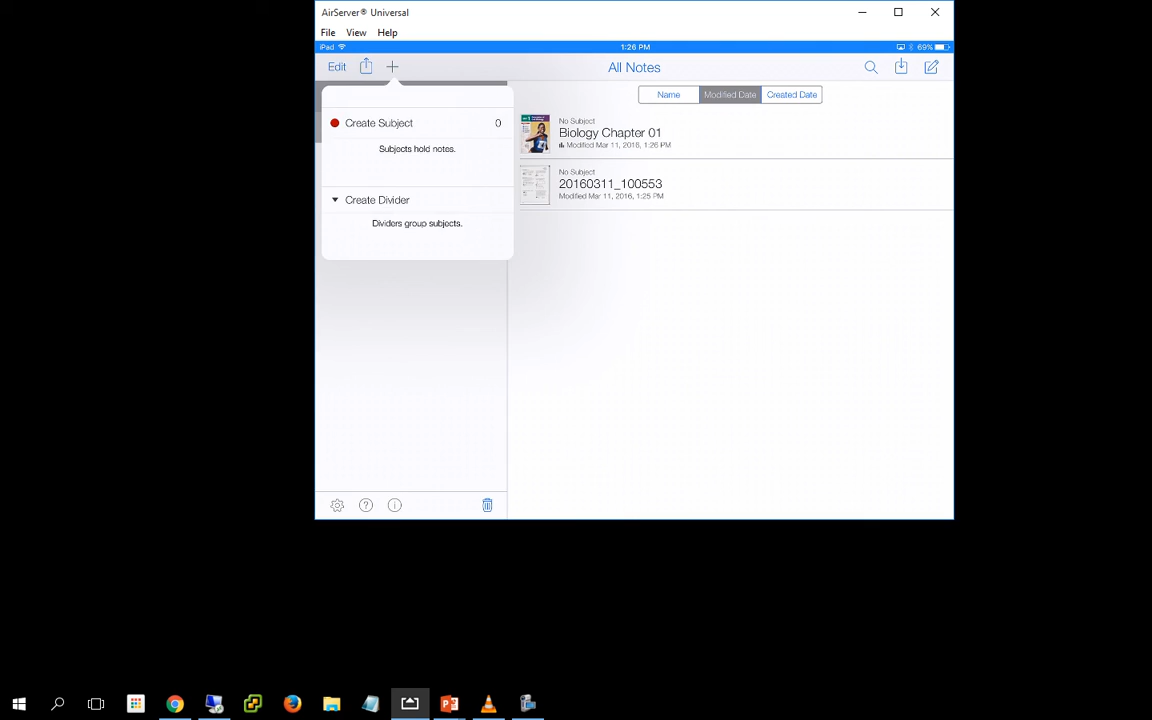 AirServer® Universal
File View Help
iPad 1:26 PM 69%
Edit All Notes
Name Modified Date Created Date
Create Subject 0
Subjects hold notes.
Create Divider
Dividers group subjects.
No Subject
Biology Chapter 01
Modified Mar 11, 2016, 1:26 PM
No Subject
20160311_100553
Modified Mar 11, 2016, 1:25 PM